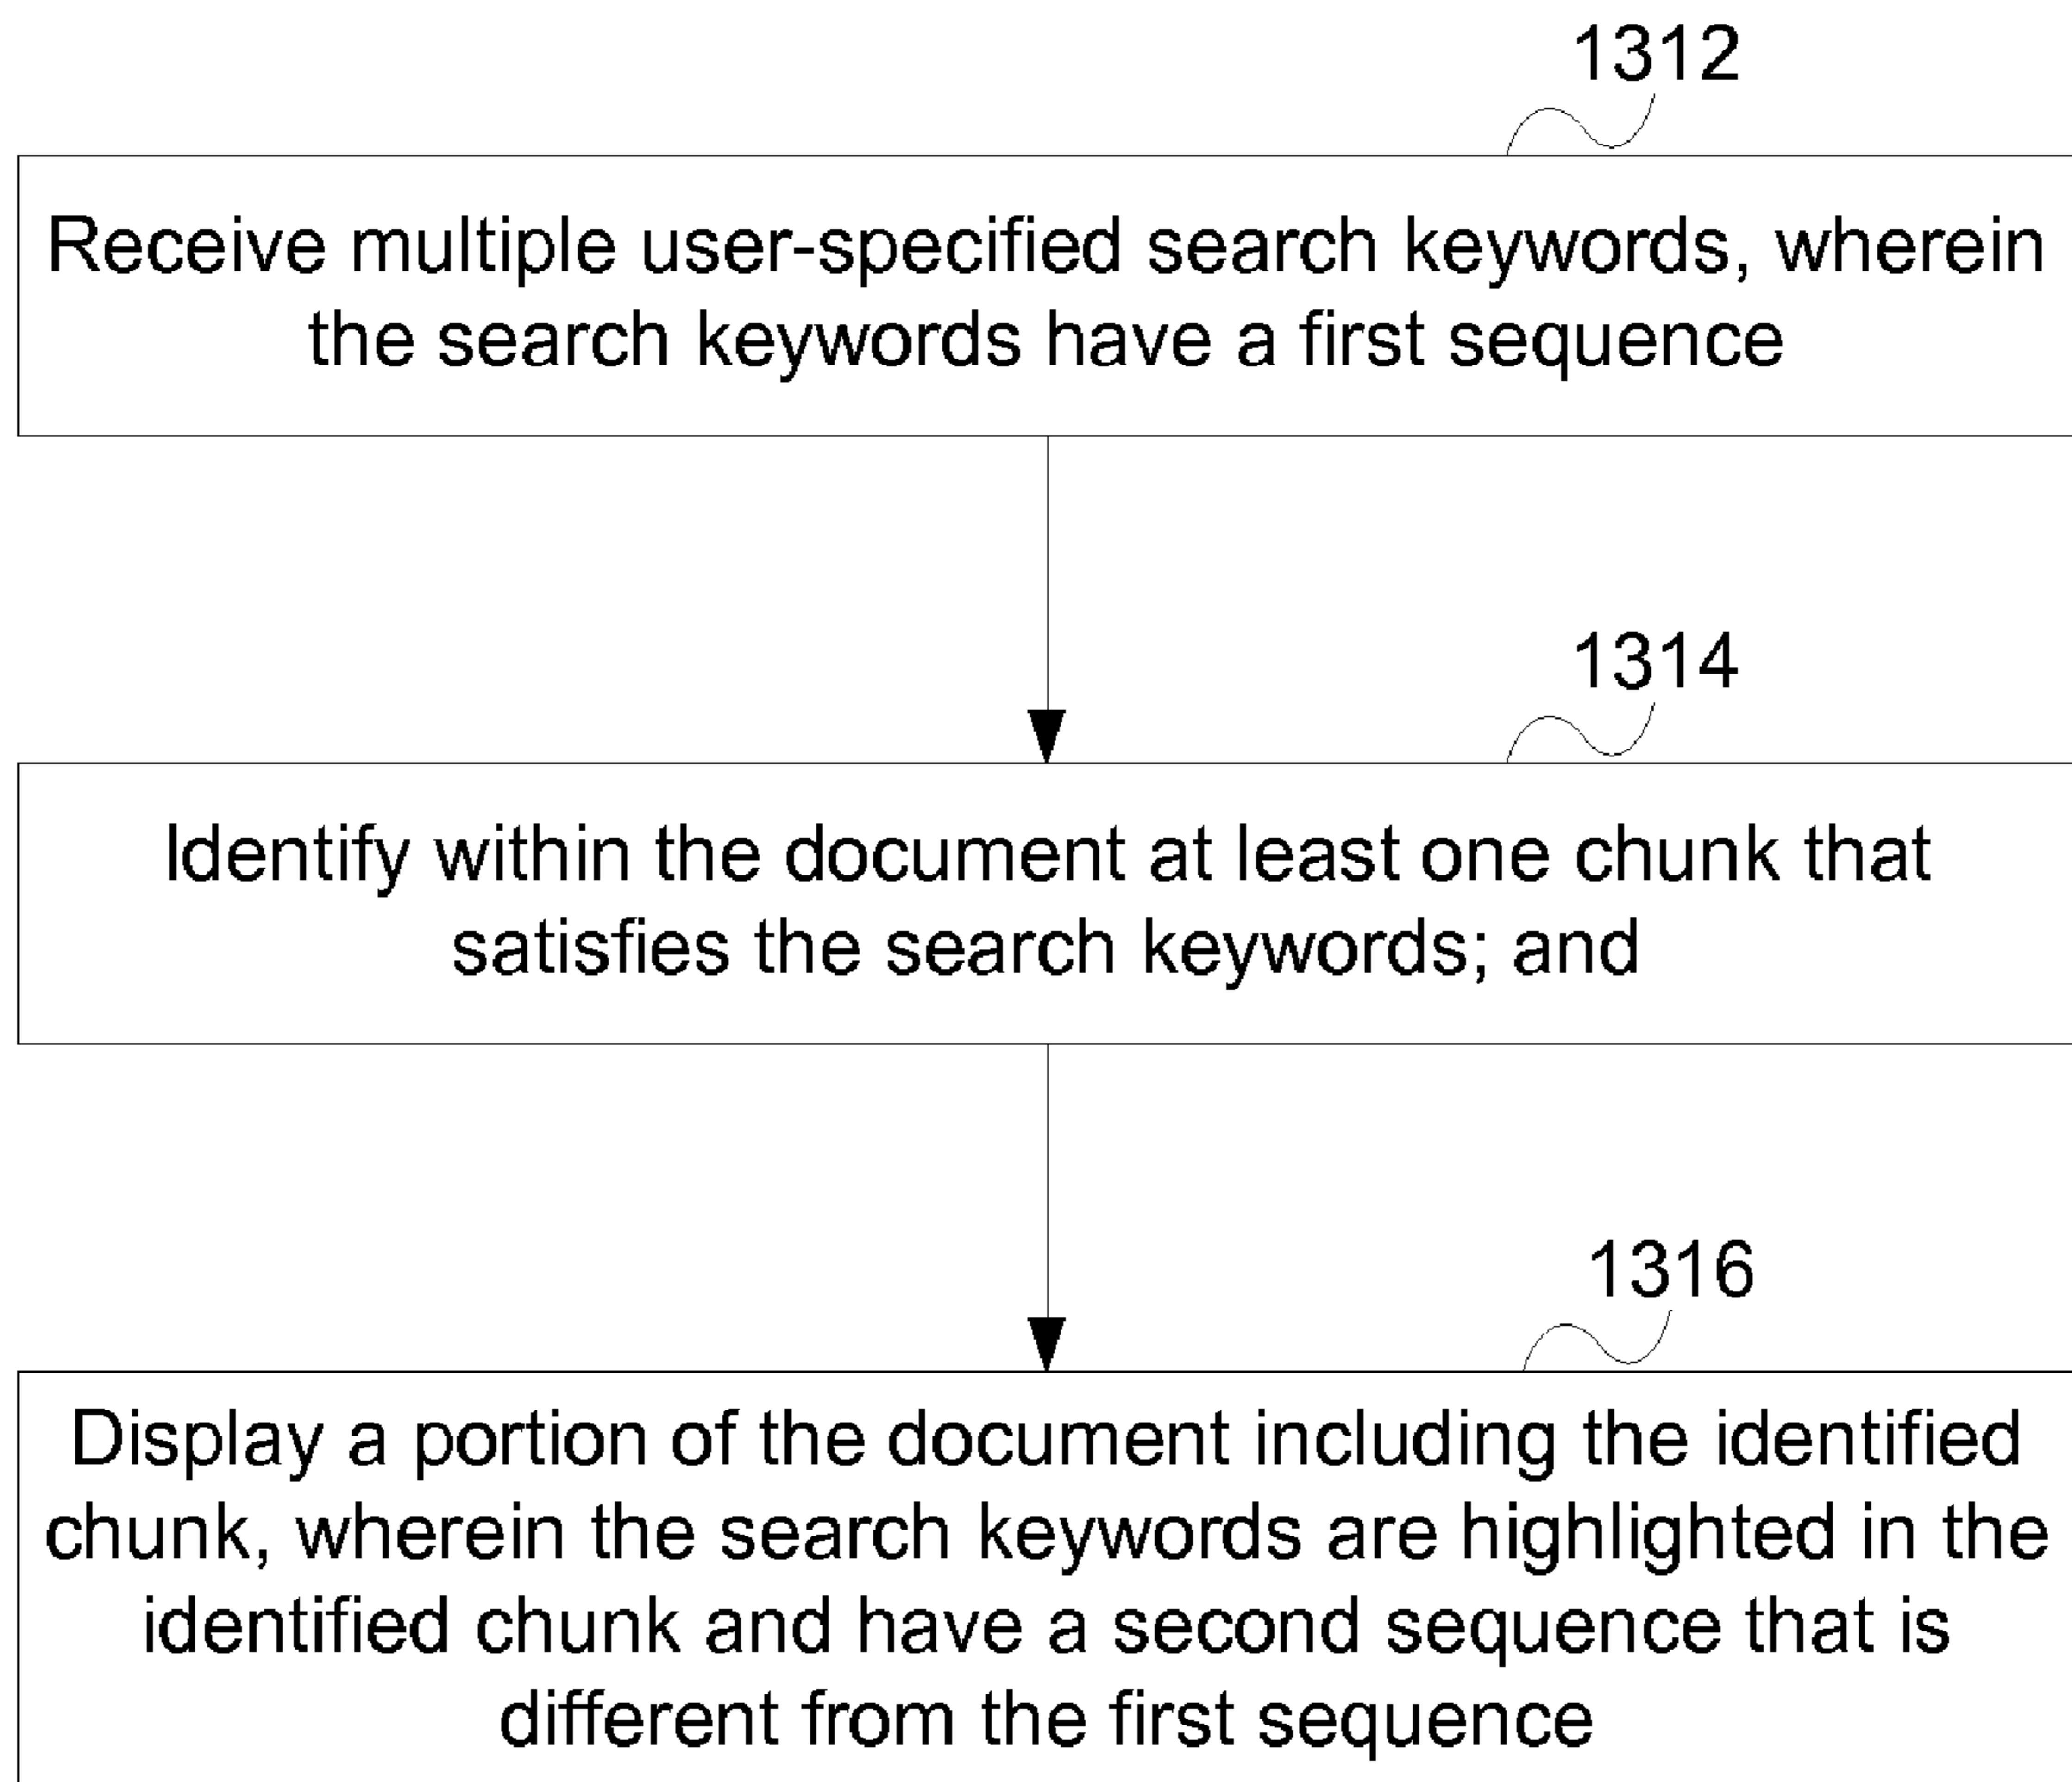 1312
Receive multiple user-specified search keywords, wherein
the search keywords have a first sequence
1314
Identify within the document at least one chunk that
satisfies the search keywords; and
1316
Display a portion of the document including the identified
chunk, wherein the search keywords are highlighted in the
identified chunk and have a second sequence that is
different from the first sequence